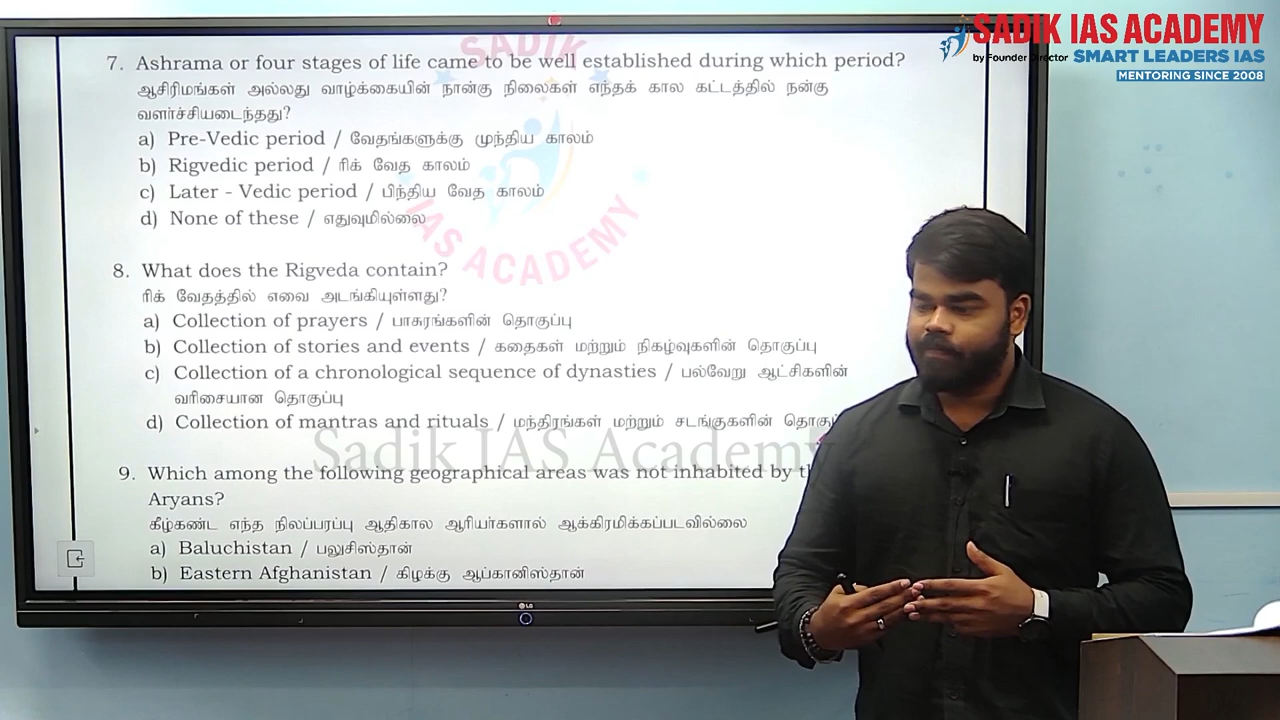 SADIK IAS ACADEMY
by Founder Director SMART LEADERS IAS
MENTORING SINCE 2008
SADIK
IAS ACADEMY
7. Ashrama or four stages of life came to be well established during which period?
ஆசிரிமங்கள் அல்லது வாழ்க்கையின் நான்கு நிலைகள் எந்தக் கால கட்டத்தில் நன்கு
வளர்ச்சியடைந்தது?
a) Pre-Vedic period / வேதங்களுக்கு முந்திய காலம்
b) Rigvedic period / ரிக் வேத காலம்
c) Later - Vedic period / பிந்திய வேத காலம்
d) None of these / எதுவுமில்லை
8. What does the Rigveda contain?
ரிக் வேதத்தில் எவை அடங்கியுள்ளது?
a) Collection of prayers / பாசுரங்களின் தொகுப்பு
b) Collection of stories and events / கதைகள் மற்றும் நிகழ்வுகளின் தொகுப்பு
c) Collection of a chronological sequence of dynasties / பல்வேறு ஆட்சிகளின்
வரிசையான தொகுப்பு
d) Collection of mantras and rituals / மந்திரங்கள் மற்றும் சடங்குகளின்
Sadik IAS Academy
9. Which among the following geographical areas was not inhabited by
Aryans?
கீழ்கண்ட எந்த நிலப்பரப்பு ஆதிகால ஆரியர்களால் ஆக்கிரமிக்கப்படவில்லை
a) Baluchistan / பலுசிஸ்தான்
b) Eastern Afghanistan / கிழக்கு ஆப்கானிஸ்தான்
LG